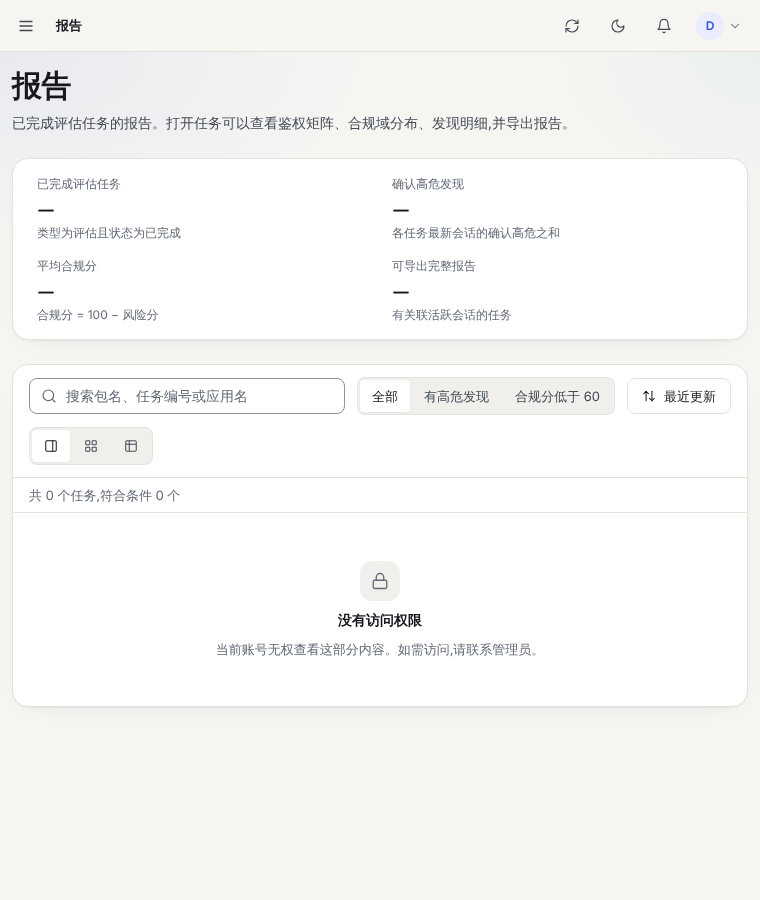 报告
D
报告
已完成评估任务的报告。打开任务可以查看鉴权矩阵、合规域分布、发现明细,并导出报告。
已完成评估任务
—
类型为评估且状态为已完成
确认高危发现
—
各任务最新会话的确认高危之和
平均合规分
—
合规分 = 100 − 风险分
可导出完整报告
—
有关联活跃会话的任务
搜索包名、任务编号或应用名
全部
有高危发现
合规分低于 60
最近更新
共 0 个任务,符合条件 0 个
没有访问权限
当前账号无权查看这部分内容。如需访问,请联系管理员。